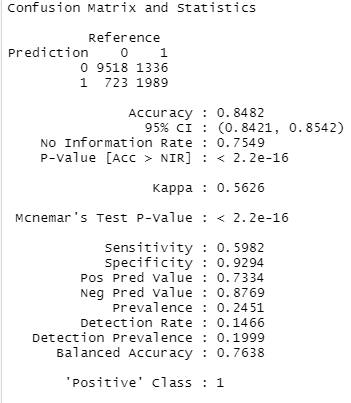 Confusion Matrix and Statistics
Reference
Prediction 0 1
0 9518 1336
1 723 1989
Accuracy : 0.8482
95% CI : (0.8421, 0.8542)
No Information Rate : 0.7549
P-Value [Acc > NIR] : < 2.2e-16
Kappa : 0.5626
Mcnemar's Test P-Value : < 2.2e-16
Sensitivity : 0.5982
Specificity : 0.9294
Pos Pred Value : 0.7334
Neg Pred Value : 0.8769
Prevalence : 0.2451
Detection Rate : 0.1466
Detection Prevalence : 0.1999
Balanced Accuracy : 0.7638
'Positive' Class : 1